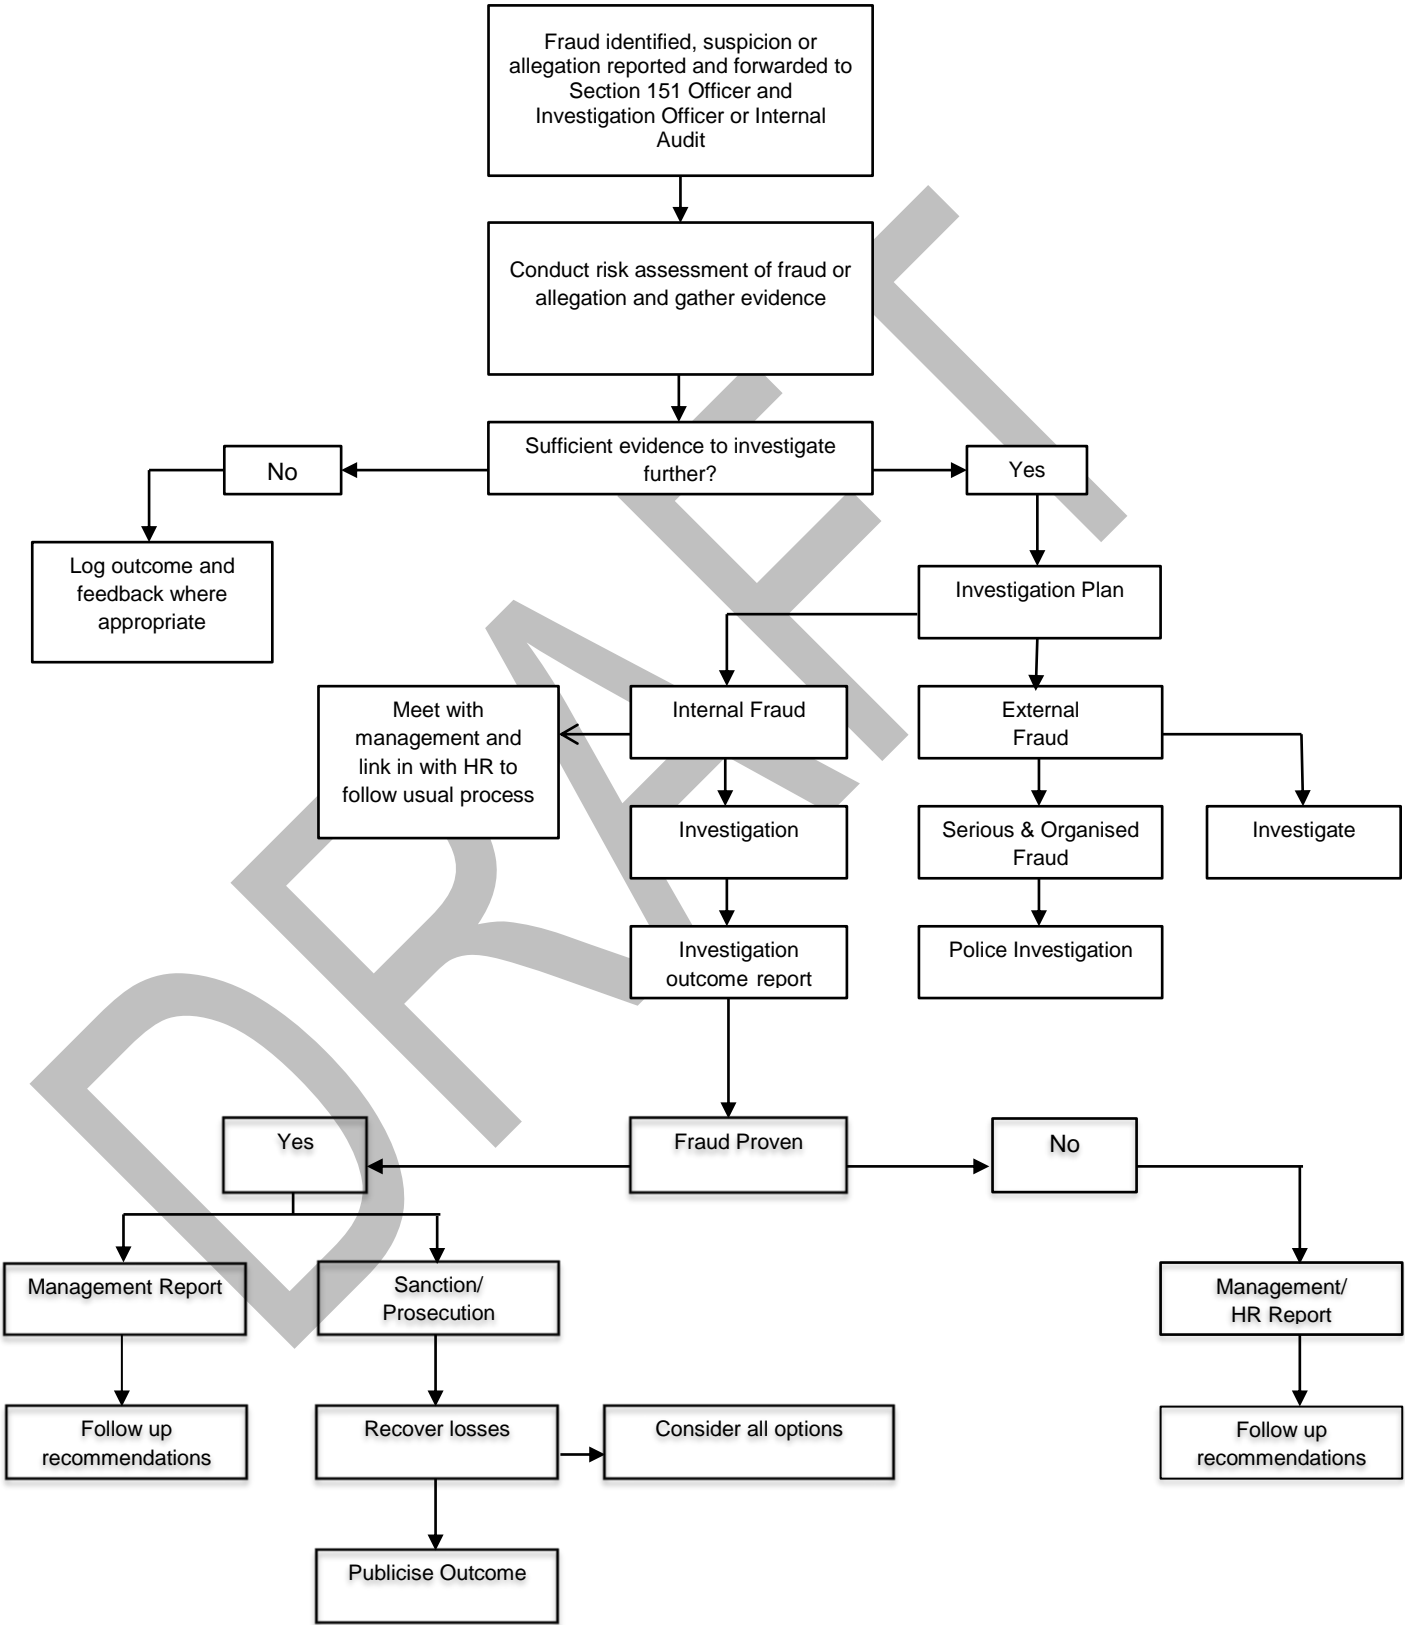 Fraud identified, suspicion or
allegation reported and forwarded to
Section 151 Officer and
Investigation Officer or Internal
Audit
Conduct risk assessment of fraud or
allegation and gather evidence
Sufficient evidence to investigate
further?
No
Yes
Log outcome and
feedback where
appropriate
Investigation Plan
Meet with
management and
link in with HR to
follow usual process
Internal Fraud
External
Fraud
Investigation
Serious & Organised
Fraud
Investigate
Investigation
outcome report
Police Investigation
Yes
Fraud Proven
No
Management Report
Sanction/
Prosecution
Management/
HR Report
Follow up
recommendations
Recover losses
Consider all options
Follow up
recommendations
Publicise Outcome
DRAFT